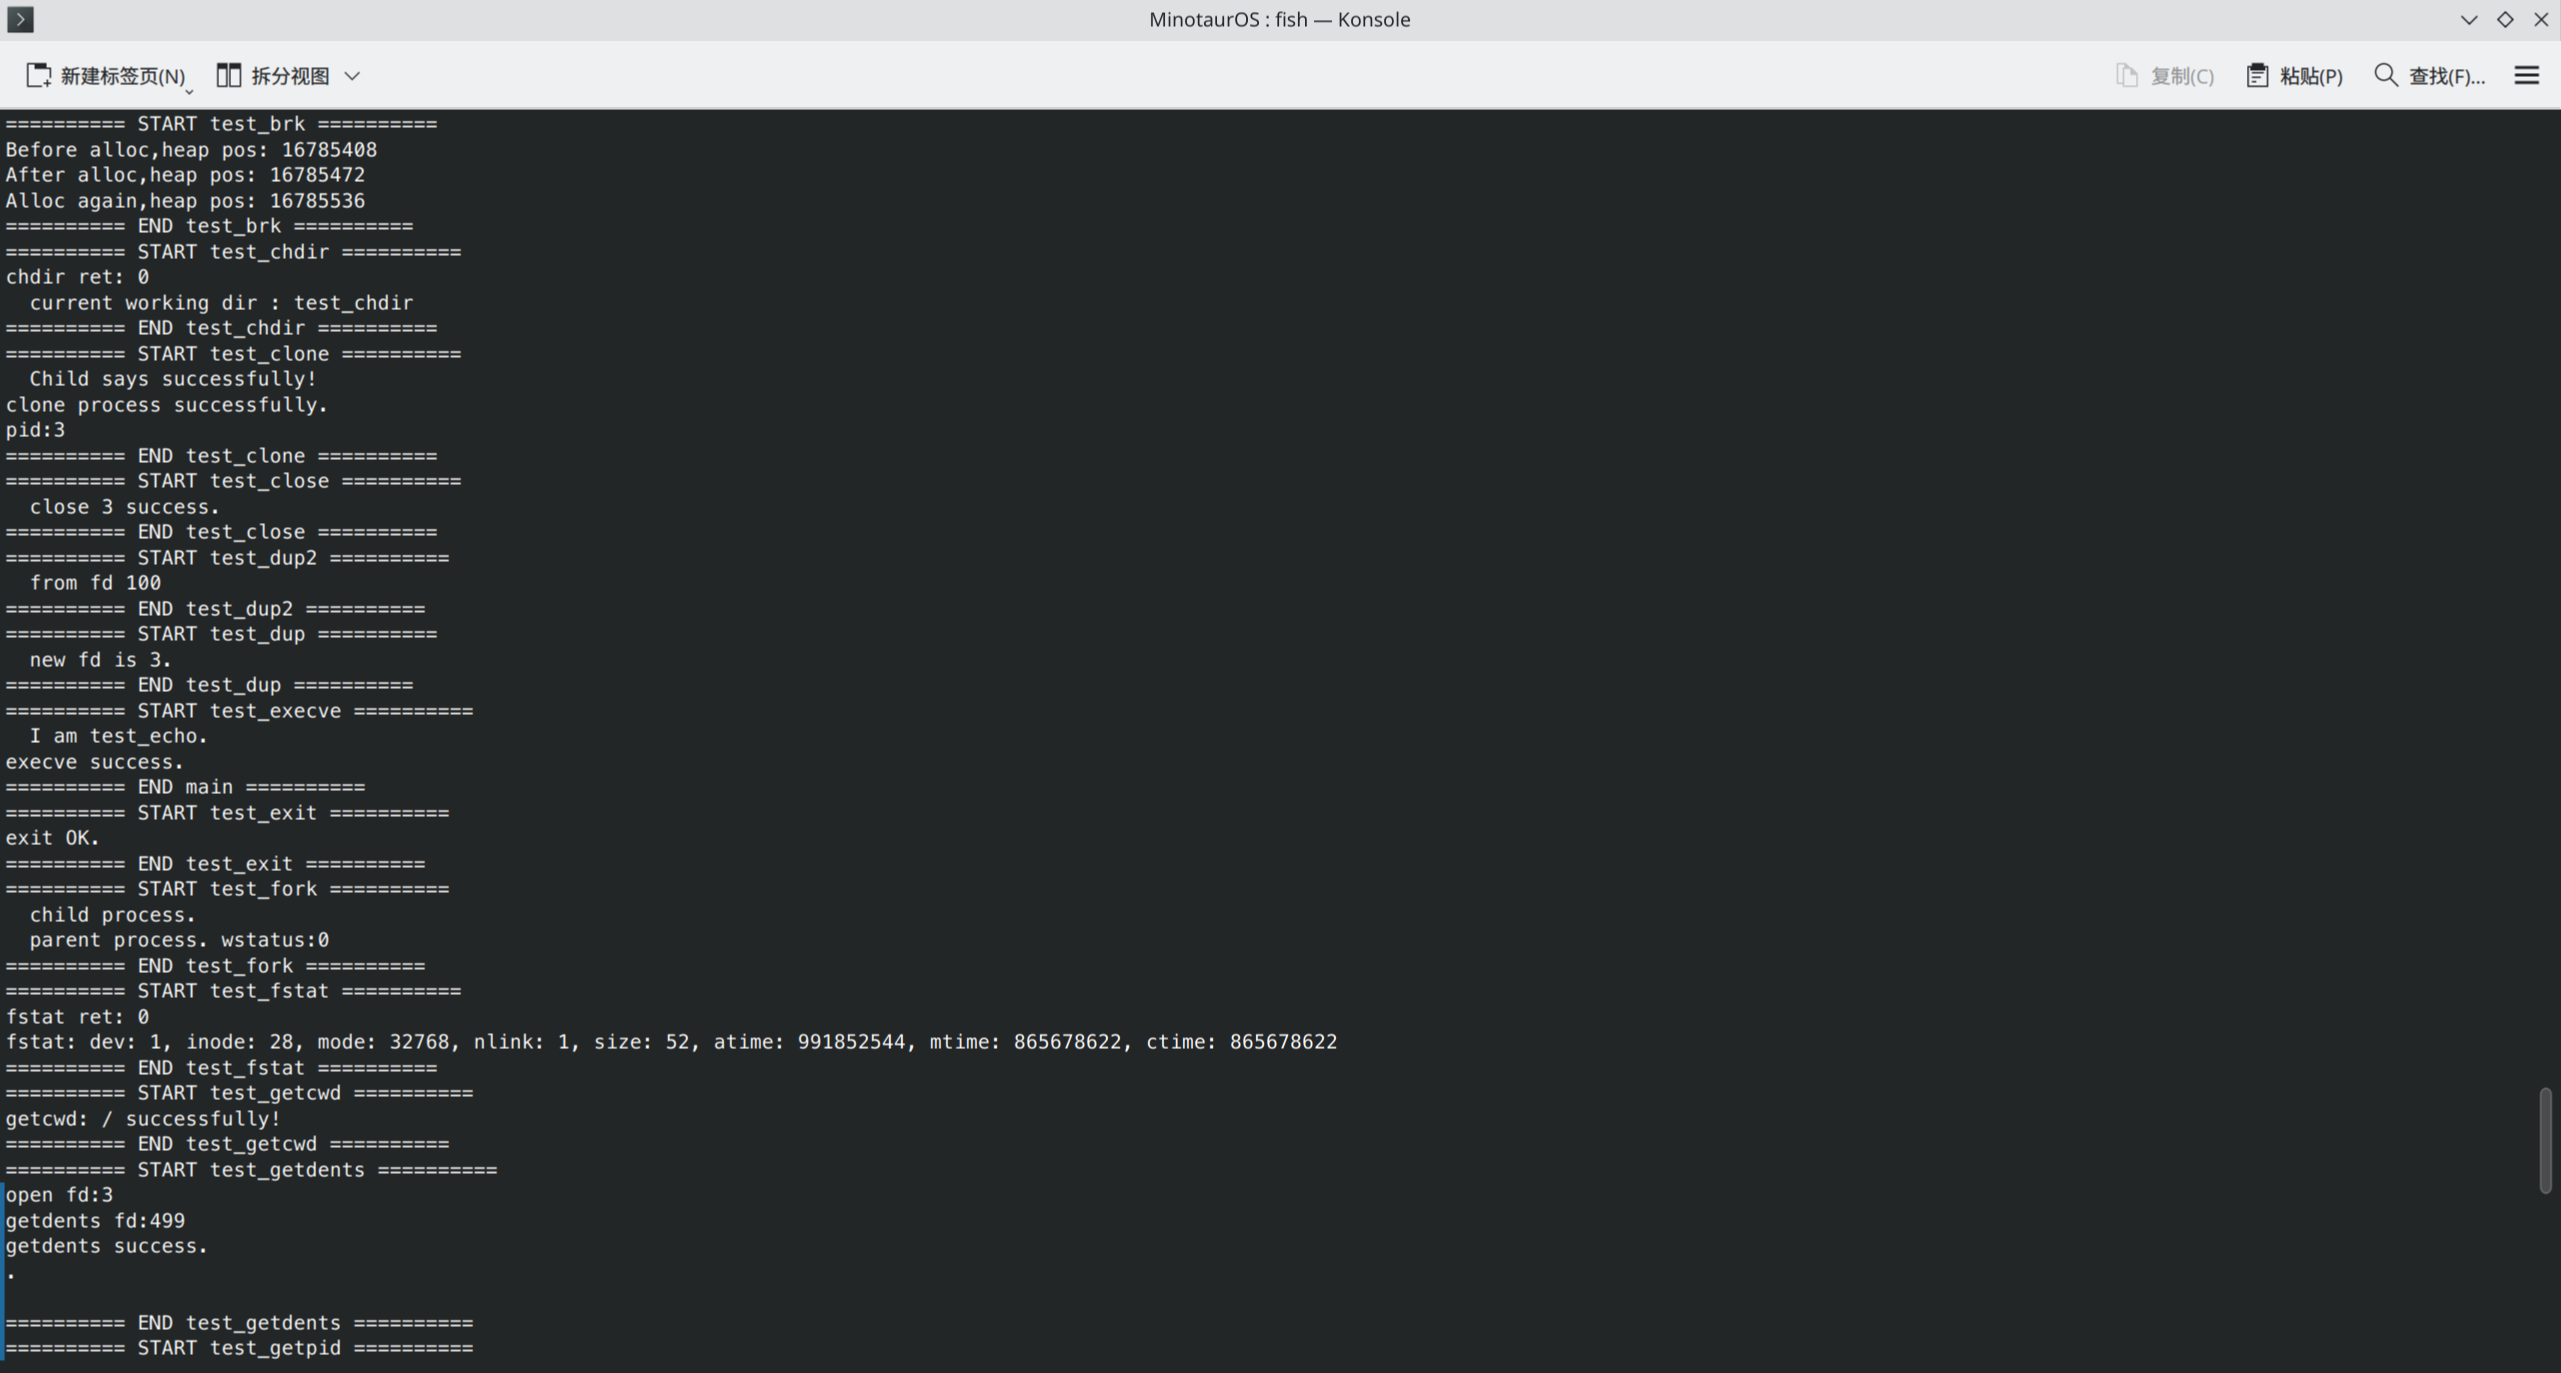 MinotaurOS : fish — Konsole
新建标签页(N) 拆分视图 复制(C) 粘贴(P) 查找(F)...
========== START test_brk ==========
Before alloc,heap pos: 16785408
After alloc,heap pos: 16785472
Alloc again,heap pos: 16785536
========== END test_brk ==========
========== START test_chdir ==========
chdir ret: 0
  current working dir : test_chdir
========== END test_chdir ==========
========== START test_clone ==========
  Child says successfully!
clone process successfully.
pid:3
========== END test_clone ==========
========== START test_close ==========
  close 3 success.
========== END test_close ==========
========== START test_dup2 ==========
  from fd 100
========== END test_dup2 ==========
========== START test_dup ==========
  new fd is 3.
========== END test_dup ==========
========== START test_execve ==========
  I am test_echo.
execve success.
========== END main ==========
========== START test_exit ==========
exit OK.
========== END test_exit ==========
========== START test_fork ==========
  child process.
  parent process. wstatus:0
========== END test_fork ==========
========== START test_fstat ==========
fstat ret: 0
fstat: dev: 1, inode: 28, mode: 32768, nlink: 1, size: 52, atime: 991852544, mtime: 865678622, ctime: 865678622
========== END test_fstat ==========
========== START test_getcwd ==========
getcwd: / successfully!
========== END test_getcwd ==========
========== START test_getdents ==========
open fd:3
getdents fd:499
getdents success.
.
========== END test_getdents ==========
========== START test_getpid ==========